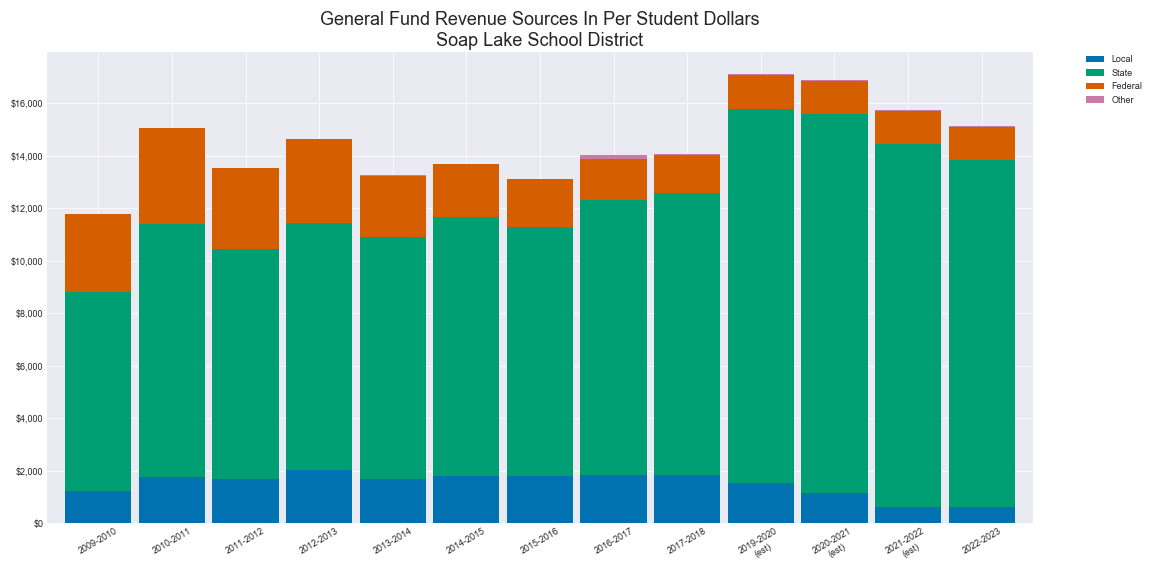 General Fund Revenue Sources In Per Student Dollars
Soap Lake School District
Local
State
Federal
Other
$16,000
$14,000
$12,000
$10,000
$8,000
$6,000
$4,000
$2,000
$0
2009-2010
2010-2011
2011-2012
2012-2013
2013-2014
2014-2015
2015-2016
2016-2017
2017-2018
2019-2020
(est)
2020-2021
(est)
2021-2022
(est)
2022-2023